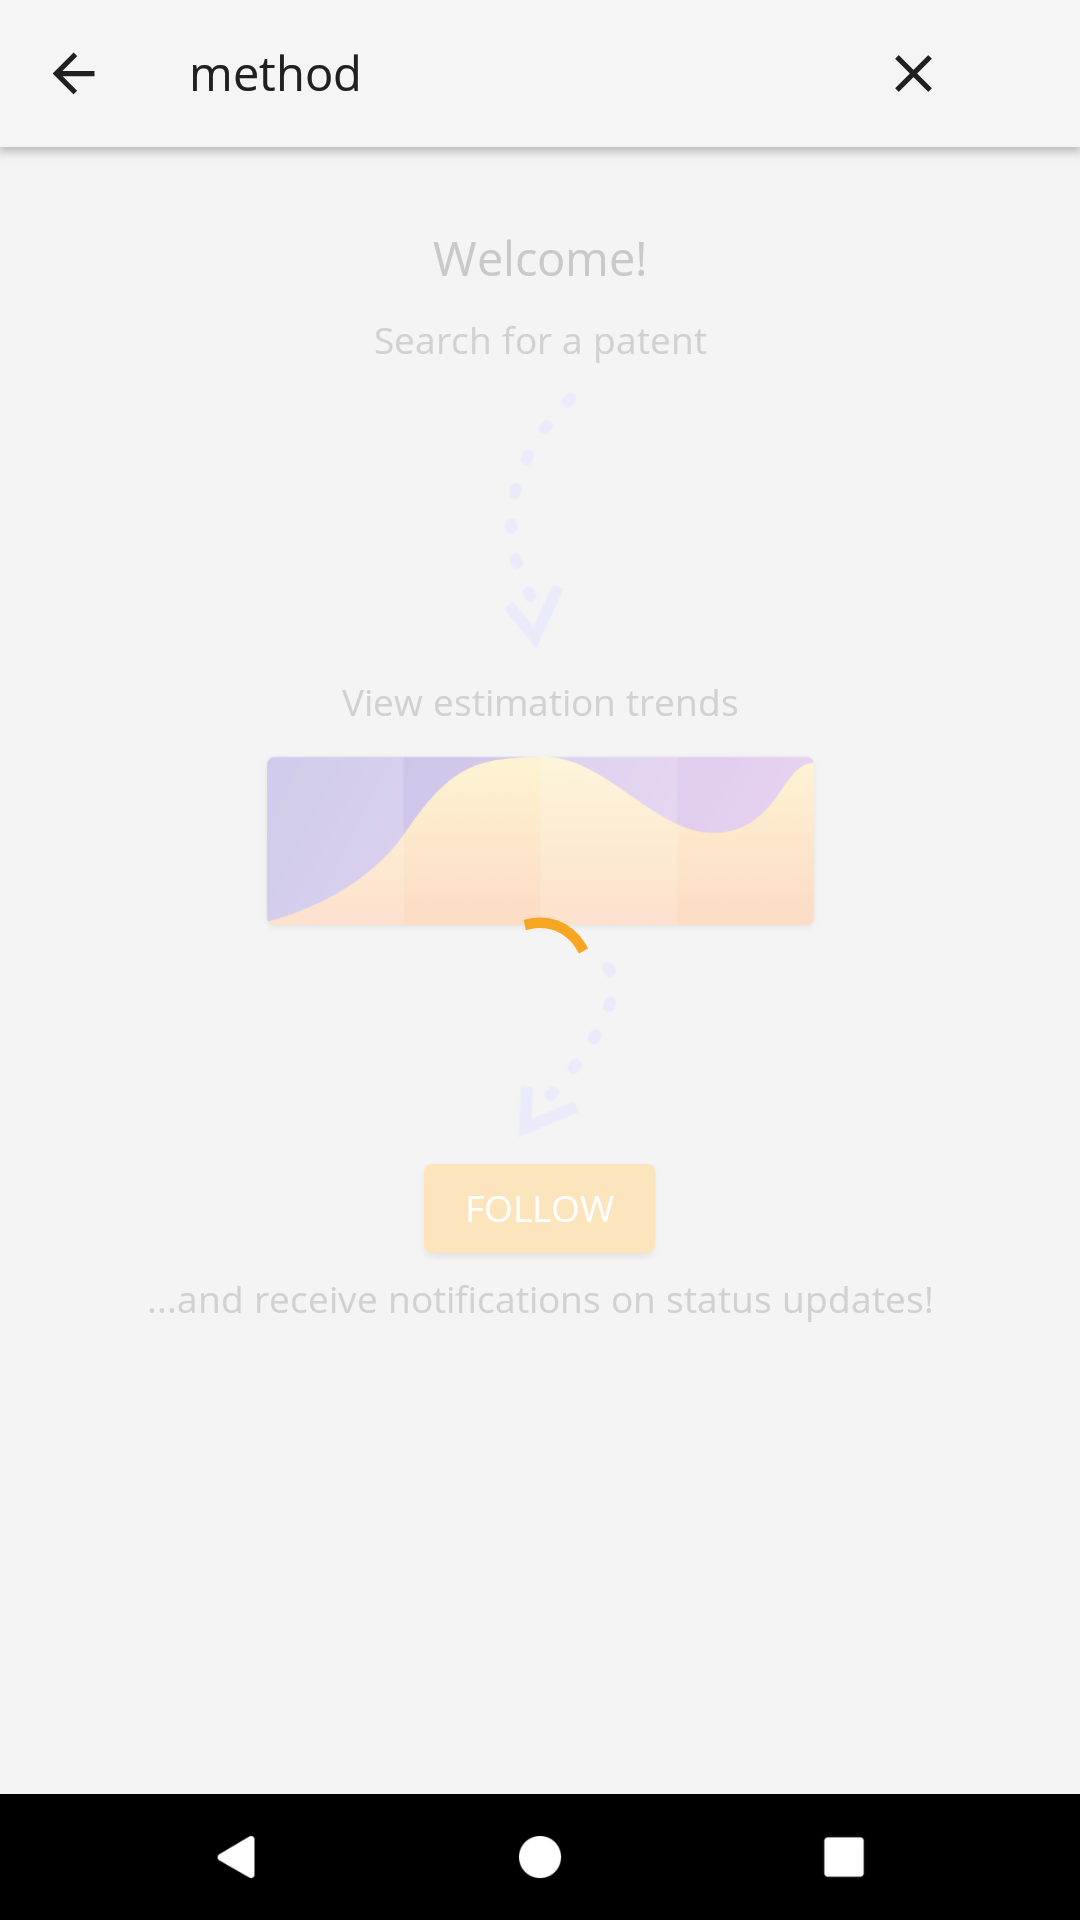 method
Welcome!
Search for a patent
View estimation trends
FOLLOW
...and receive notifications on status updates!